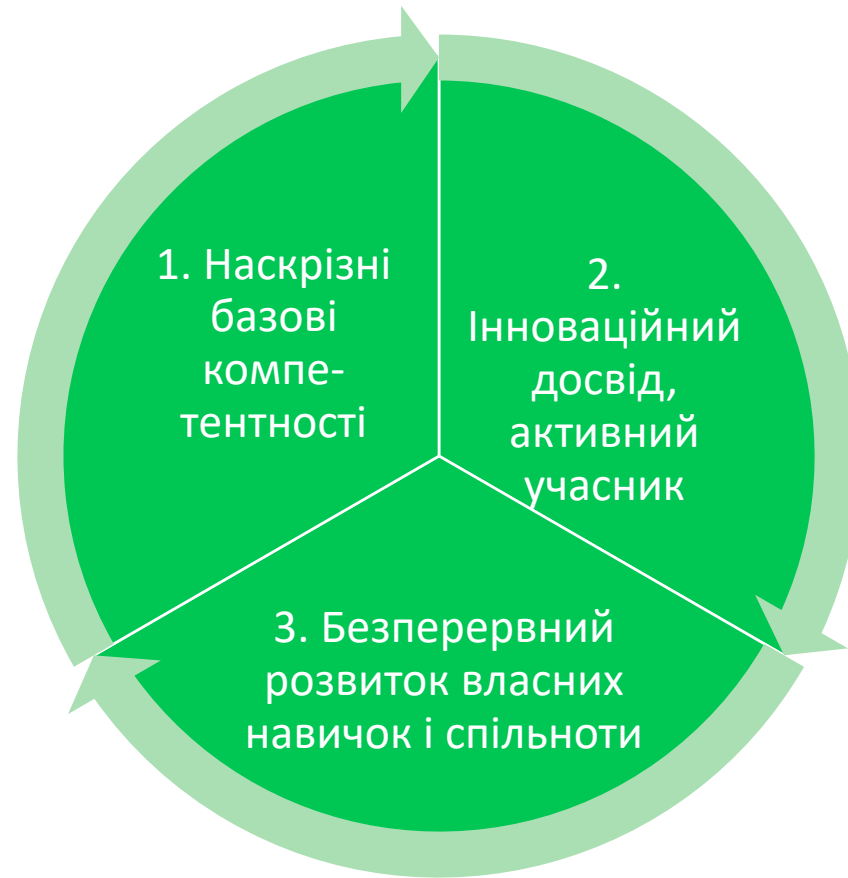 1. Наскрізні
базові
компе-
тентності
2.
Інноваційний
досвід,
активний
учасник
3. Безперервний
розвиток власних
навичок і спільноти